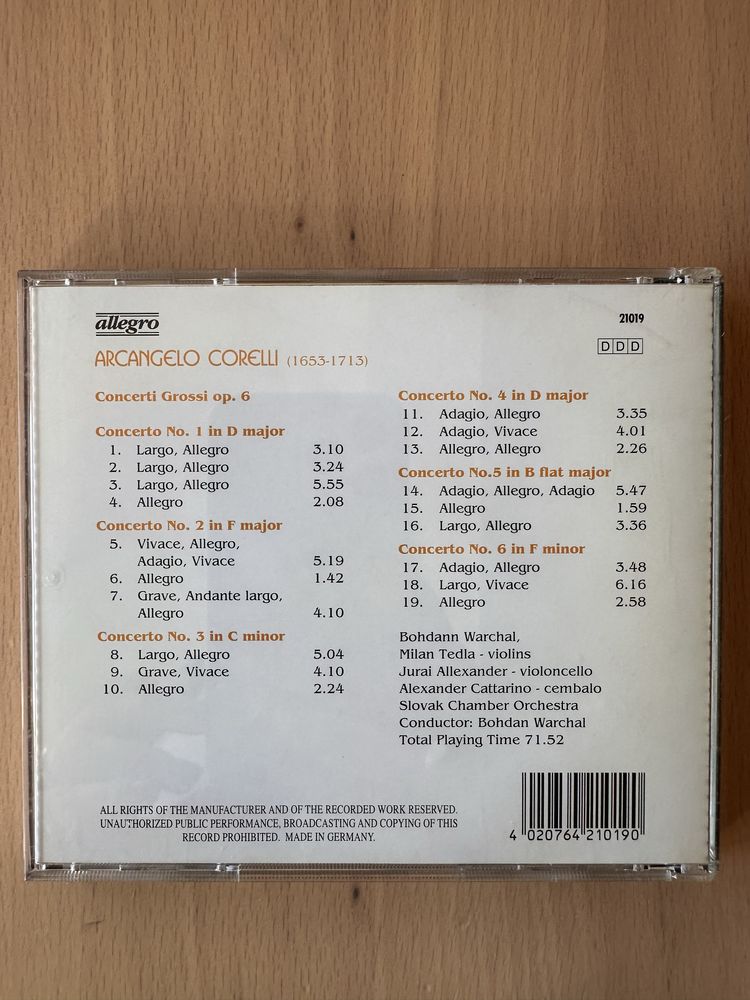 allegro
21019
DDD
ARCANGELO CORELLI (1653-1713)
Concerti Grossi op. 6
Concerto No. 1 in D major
1. Largo, Allegro 3.10
2. Largo, Allegro 3.24
3. Largo, Allegro 5.55
4. Allegro 2.08
Concerto No. 2 in F major
5. Vivace, Allegro,
Adagio, Vivace 5.19
6. Allegro 1.42
7. Grave, Andante largo,
Allegro 4.10
Concerto No. 3 in C minor
8. Largo, Allegro 5.04
9. Grave, Vivace 4.10
10. Allegro 2.24
Concerto No. 4 in D major
11. Adagio, Allegro 3.35
12. Adagio, Vivace 4.01
13. Allegro, Allegro 2.26
Concerto No.5 in B flat major
14. Adagio, Allegro, Adagio 5.47
15. Allegro 1.59
16. Largo, Allegro 3.36
Concerto No. 6 in F minor
17. Adagio, Allegro 3.48
18. Largo, Vivace 6.16
19. Allegro 2.58
Bohdann Warchal,
Milan Tedla - violins
Jurai Allexander - violoncello
Alexander Cattarino - cembalo
Slovak Chamber Orchestra
Conductor: Bohdan Warchal
Total Playing Time 71.52
ALL RIGHTS OF THE MANUFACTURER AND OF THE RECORDED WORK RESERVED.
UNAUTHORIZED PUBLIC PERFORMANCE, BROADCASTING AND COPYING OF THIS
RECORD PROHIBITED. MADE IN GERMANY.
4 020764 210190